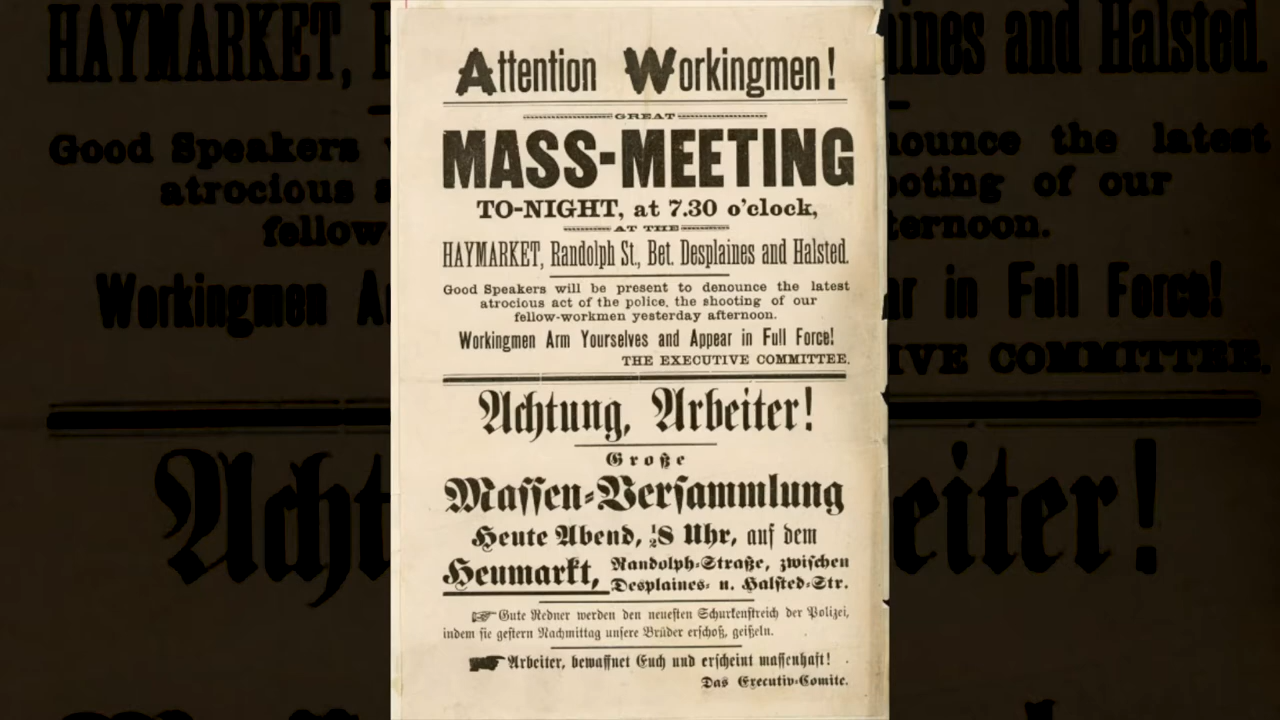 Attention Workingmen!
GREAT
MASS-MEETING
TO-NIGHT, at 7.30 o'clock,
AT THE
HAYMARKET, Randolph St., Bet. Desplaines and Halsted.
Good Speakers will be present to denounce the latest
atrocious act of the police, the shooting of our
fellow-workmen yesterday afternoon.
Workingmen Arm Yourselves and Appear in Full Force!
THE EXECUTIVE COMMITTEE.
Achtung, Arbeiter!
Große
Massen-Versammlung
Heute Abend, ½8 Uhr, auf dem
Heumarkt, Randolph-Straße, zwischen
Desplaines- u. Halsted-Str.
☞ Gute Redner werden den neuesten Schurkenstreich der Polizei,
indem sie gestern Nachmittag unsere Brüder erschoß, geißeln.
☛ Arbeiter, bewaffnet Euch und erscheint massenhaft!
Das Executiv-Comite.